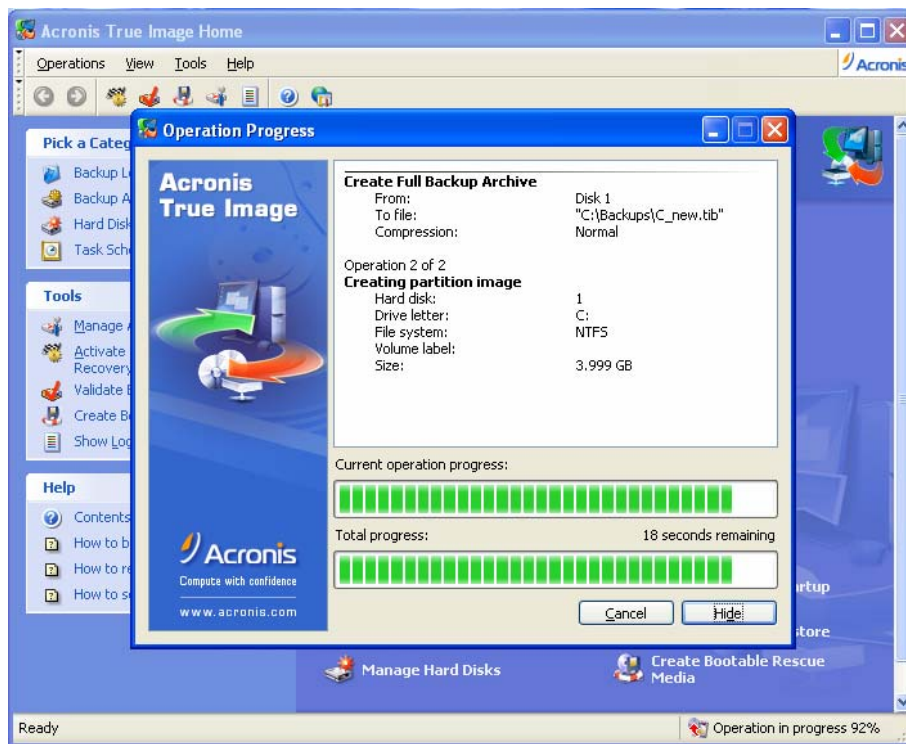 Acronis True Image Home
Operations View Tools Help
Acronis
Pick a Categ
Backup L
Backup A
Hard Disk
Task Sch
Tools
Manage
Activate
Recovery
Validate B
Create B
Show Log
Help
Contents
How to b
How to re
How to s
Operation Progress
Acronis
True Image
Acronis
Compute with confidence
www.acronis.com
Create Full Backup Archive
From: Disk 1
To file: "C:\Backups\C_new.tib"
Compression: Normal
Operation 2 of 2
Creating partition image
Hard disk: 1
Drive letter: C:
File system: NTFS
Volume label:
Size: 3.999 GB
Current operation progress:
Total progress: 18 seconds remaining
Cancel Hide
rtup
store
Manage Hard Disks
Create Bootable Rescue
Media
Ready
Operation in progress 92%